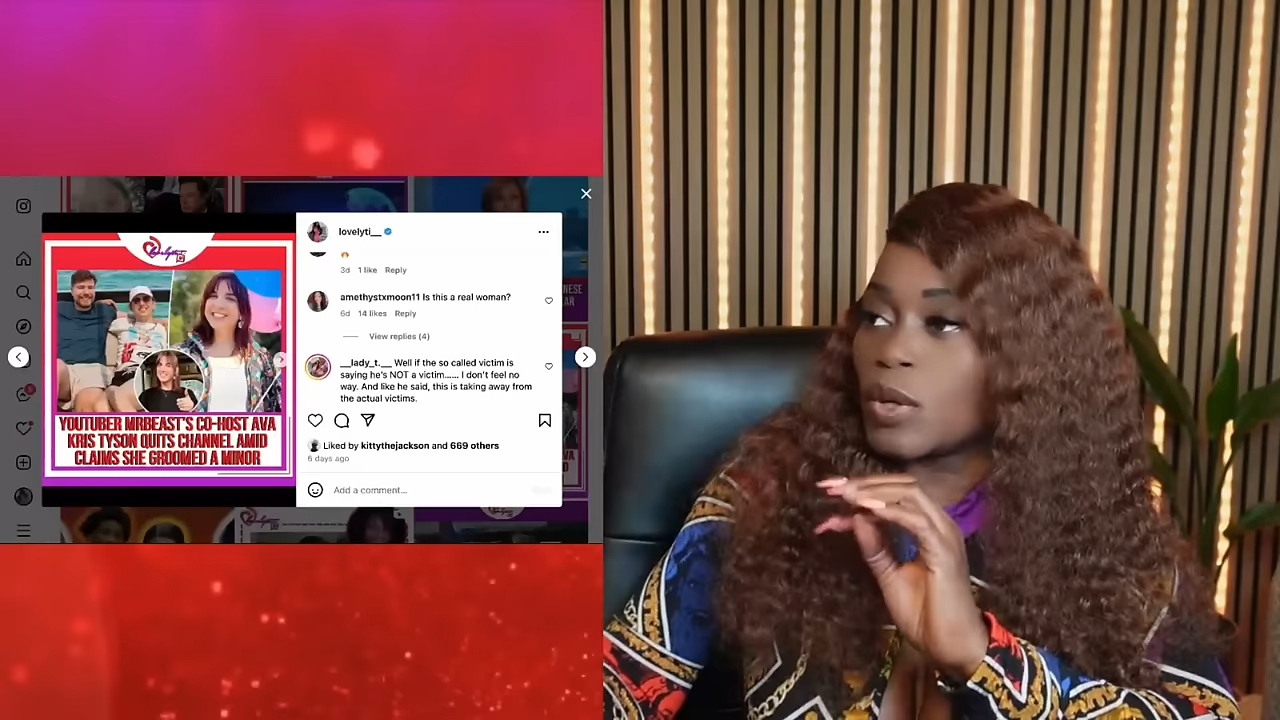 lovelyti__
3d 1 like Reply
amethystxmoon11 Is this a real woman?
6d 14 likes Reply
View replies (4)
__lady_t.__ Well if the so called victim is
saying he's NOT a victim...... I don't feel no
way. And like he said, this is taking away from
the actual victims.
Liked by kittythejackson and 669 others
6 days ago
Add a comment...
YOUTUBER MRBEAST'S CO-HOST AVA
KRIS TYSON QUITS CHANNEL AMID
CLAIMS SHE GROOMED A MINOR